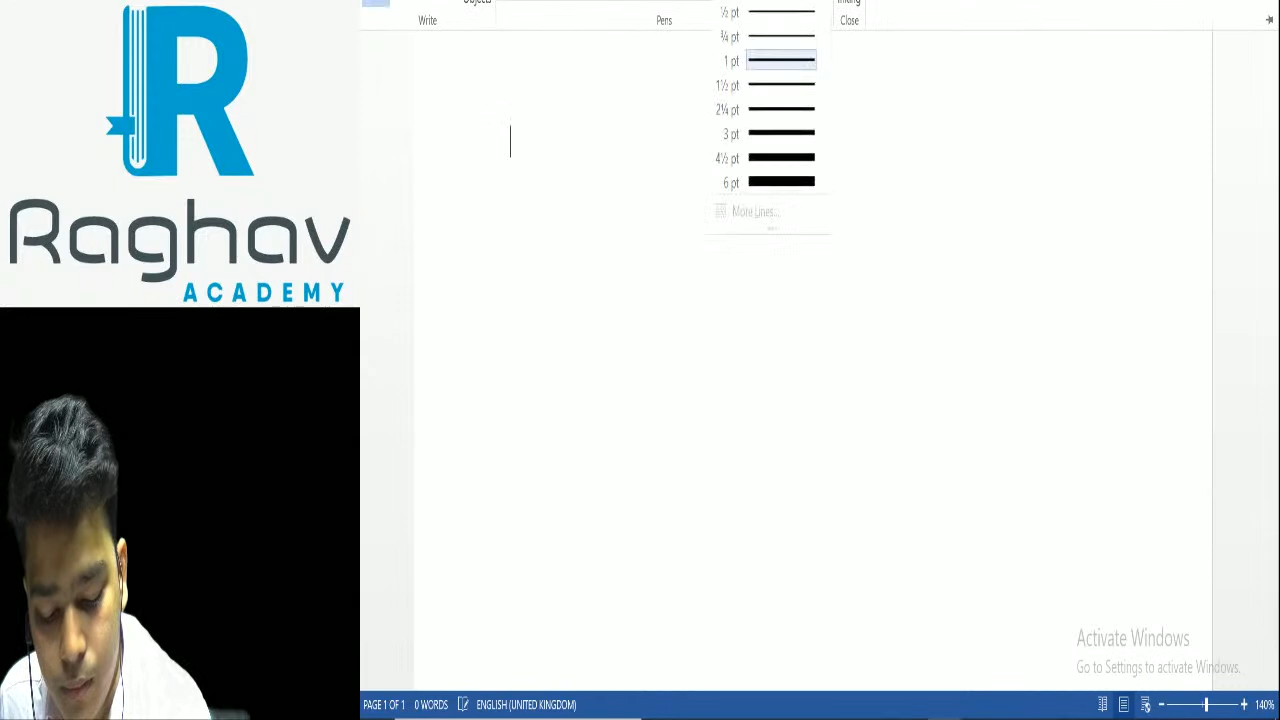 R
Raghav
ACADEMY
Write
Pens
Close
½ pt
¾ pt
1 pt
1½ pt
2¼ pt
3 pt
4½ pt
6 pt
More Lines...
Activate Windows
Go to Settings to activate Windows.
PAGE 1 OF 1 0 WORDS ENGLISH (UNITED KINGDOM) 140%